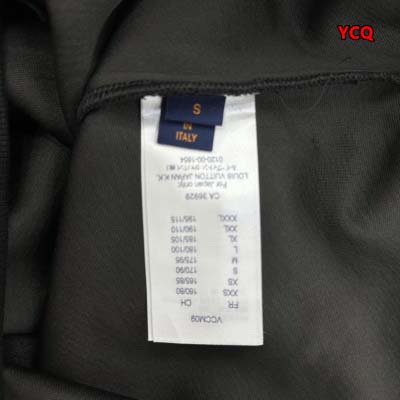 YCQ
S
IN
ITALY
VCCM09
FR CH
XXS 160/80
XS 165/85
S 170/90
M 175/95
L 180/100
XL 185/105
XXL 190/110
XXXL 195/115
CA 36929
For Japan only:
LOUIS VUITTON JAPAN K.K.
0120-00-1854